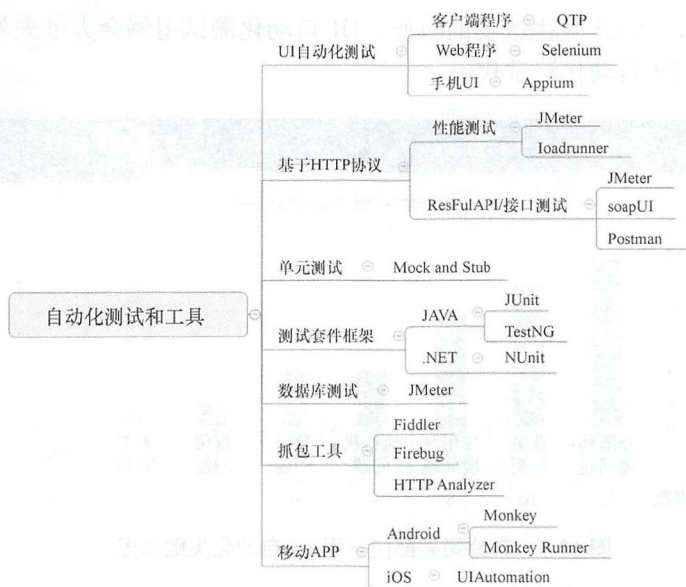 客户端程序 QTP
UI自动化测试 Web程序 Selenium
手机UI Appium
性能测试 JMeter
loadrunner
基于HTTP协议
ResFulAPI/接口测试 JMeter
soapUI
Postman
单元测试 Mock and Stub
自动化测试和工具
测试套件框架 JAVA JUnit
TestNG
.NET NUnit
数据库测试 JMeter
抓包工具 Fiddler
Firebug
HTTP Analyzer
移动APP Android Monkey
Monkey Runner
iOS UIAutomation